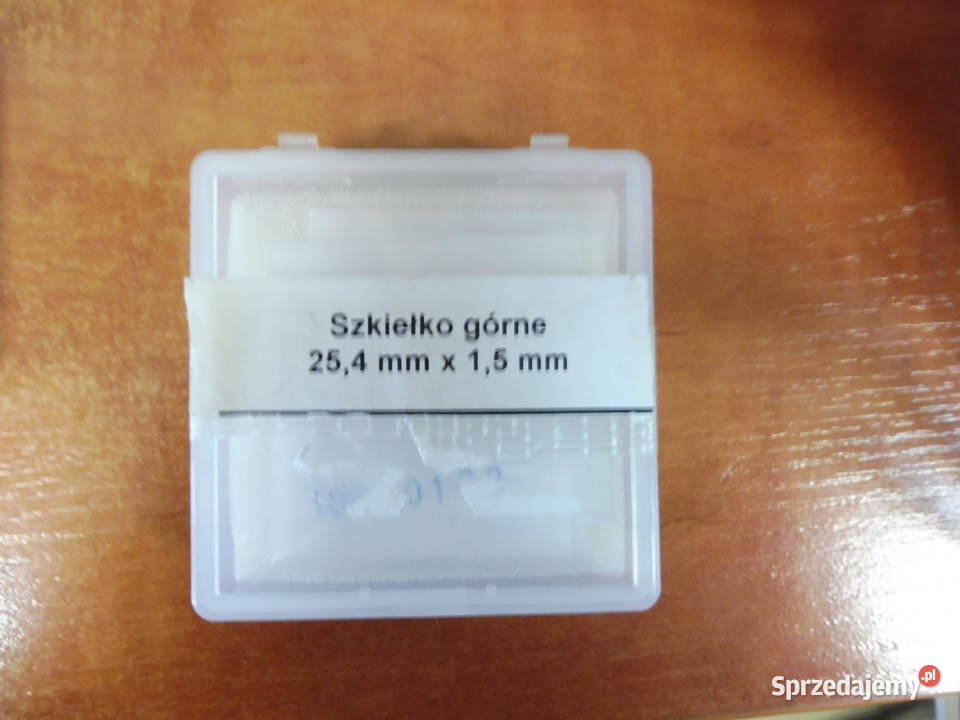 Szkiełko górne
25,4 mm x 1,5 mm
Sprzedajemy.pl